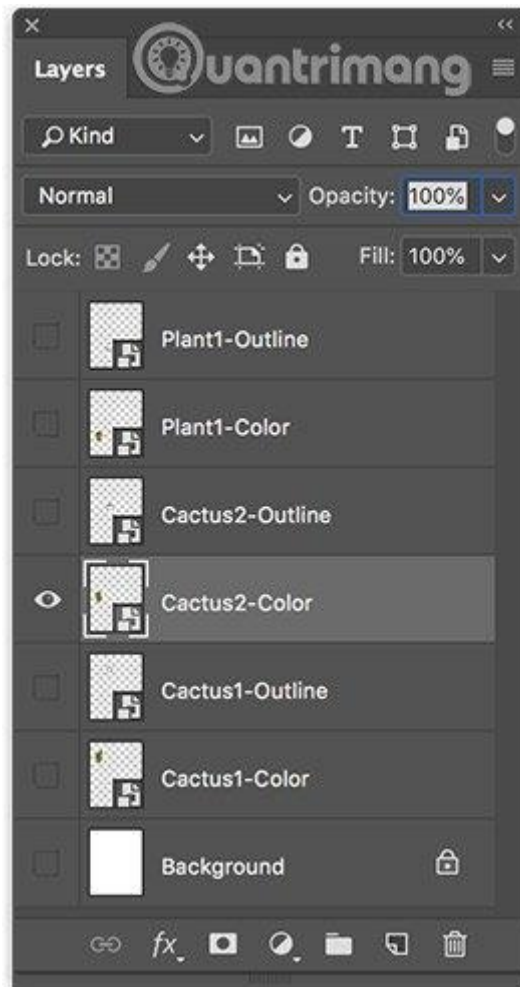 Quantrimang
Layers
Kind
Normal Opacity: 100%
Lock: Fill: 100%
Plant1-Outline
Plant1-Color
Cactus2-Outline
Cactus2-Color
Cactus1-Outline
Cactus1-Color
Background
fx